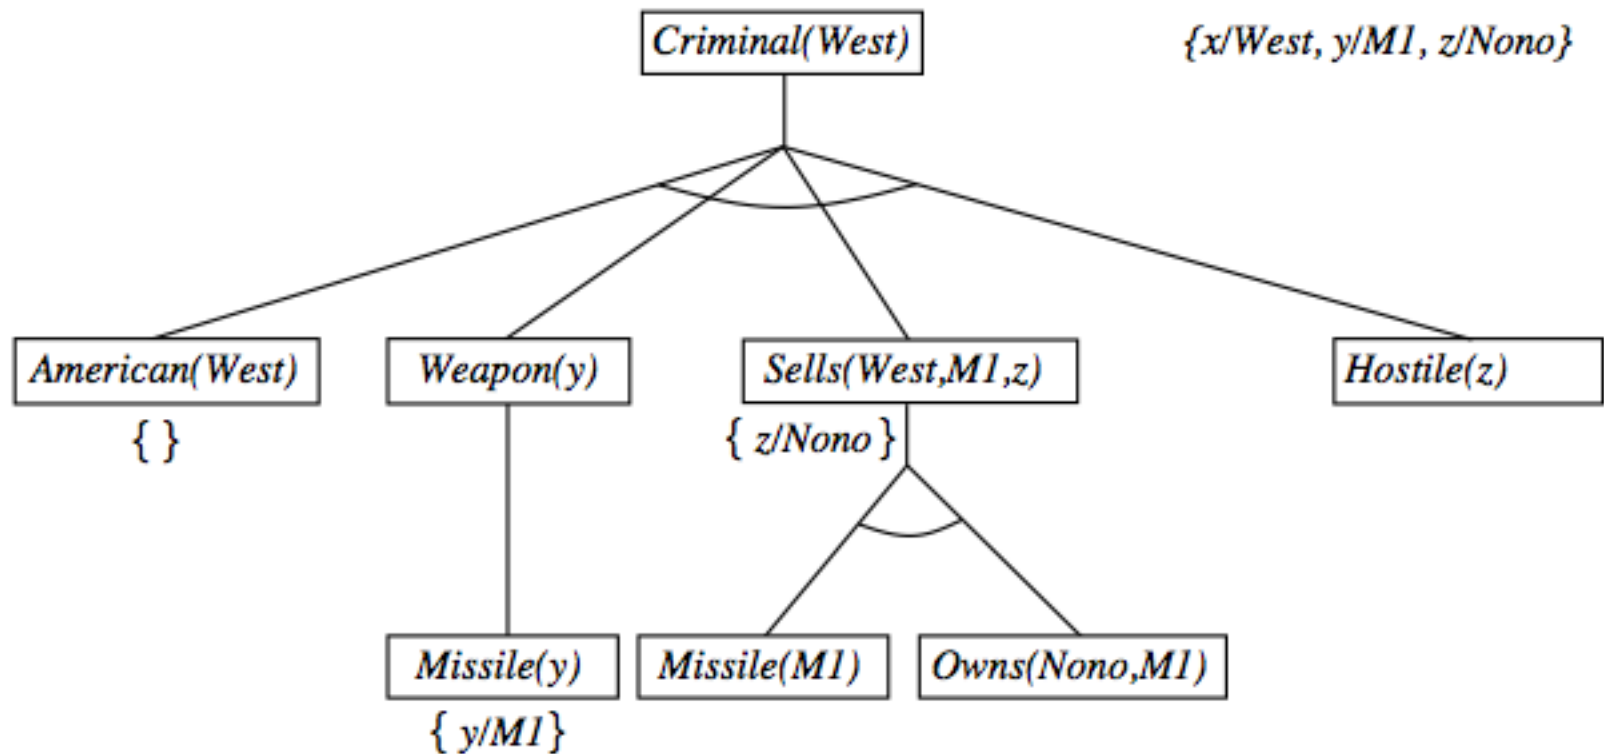 Criminal(West)
{x/West, y/M1, z/Nono}
American(West)
Weapon(y)
Sells(West,M1,z)
Hostile(z)
{ }
{ z/Nono }
Missile(y)
Missile(M1)
Owns(Nono,M1)
{ y/M1}